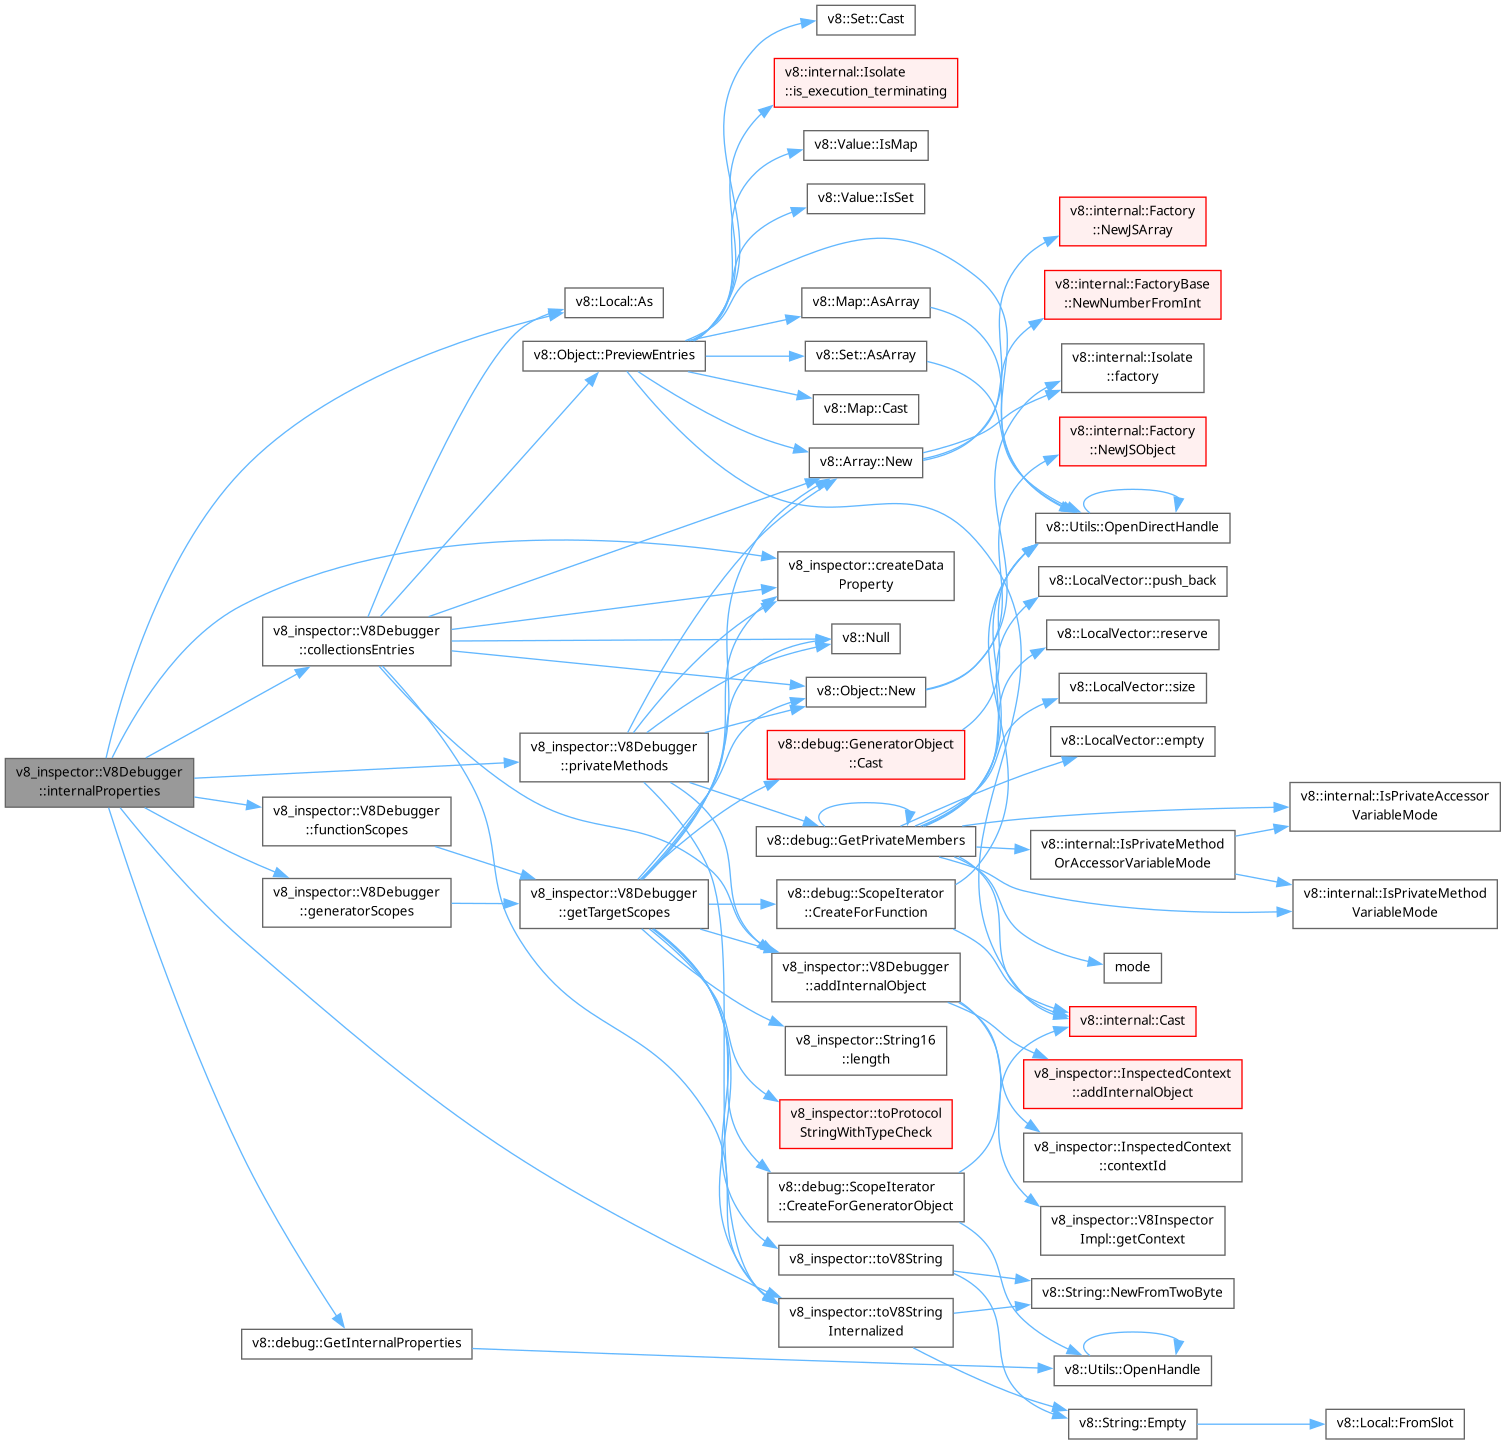 v8_inspector::V8Debugger
::internalProperties
v8::Local::As
v8_inspector::V8Debugger
::collectionsEntries
v8_inspector::V8Debugger
::functionScopes
v8_inspector::V8Debugger
::generatorScopes
v8::debug::GetInternalProperties
v8::Object::PreviewEntries
v8_inspector::V8Debugger
::privateMethods
v8_inspector::V8Debugger
::getTargetScopes
v8::Set::Cast
v8::internal::Isolate
::is_execution_terminating
v8::Value::IsMap
v8::Value::IsSet
v8::Map::AsArray
v8::Set::AsArray
v8::Map::Cast
v8::Array::New
v8_inspector::createData
Property
v8::Null
v8::Object::New
v8::debug::GeneratorObject
::Cast
v8::debug::GetPrivateMembers
v8::debug::ScopeIterator
::CreateForFunction
v8_inspector::V8Debugger
::addInternalObject
v8_inspector::String16
::length
v8_inspector::toProtocol
StringWithTypeCheck
v8::debug::ScopeIterator
::CreateForGeneratorObject
v8_inspector::toV8String
v8_inspector::toV8String
Internalized
v8::internal::Factory
::NewJSArray
v8::internal::FactoryBase
::NewNumberFromInt
v8::internal::Isolate
::factory
v8::internal::Factory
::NewJSObject
v8::Utils::OpenDirectHandle
v8::LocalVector::push_back
v8::LocalVector::reserve
v8::LocalVector::size
v8::LocalVector::empty
v8::internal::IsPrivateMethod
OrAccessorVariableMode
mode
v8::internal::Cast
v8_inspector::InspectedContext
::addInternalObject
v8_inspector::InspectedContext
::contextId
v8_inspector::V8Inspector
Impl::getContext
v8::String::NewFromTwoByte
v8::Utils::OpenHandle
v8::String::Empty
v8::internal::IsPrivateAccessor
VariableMode
v8::internal::IsPrivateMethod
VariableMode
v8::Local::FromSlot